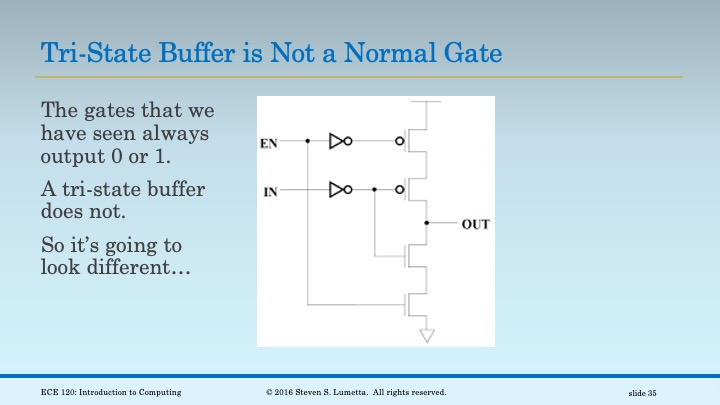 Tri-State Buffer is Not a Normal Gate
The gates that we
have seen always
output 0 or 1.
A tri-state buffer
does not.
So it's going to
look different…
EN
IN
OUT
ECE 120: Introduction to Computing
© 2016 Steven S. Lumetta. All rights reserved.
slide 35